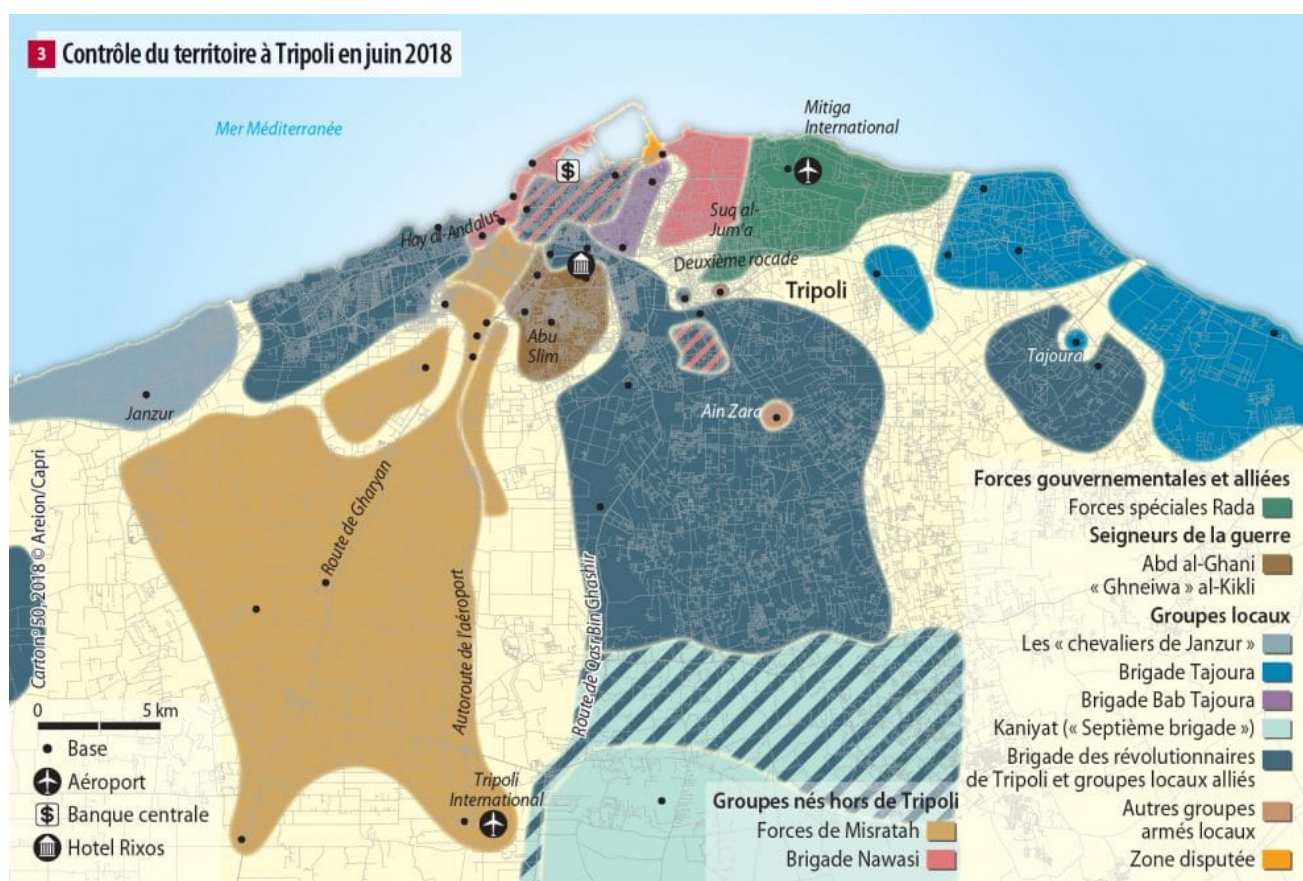 3 Contrôle du territoire à Tripoli en juin 2018
Mer Méditerranée
Mitiga
International
$
Hay al-Andalus
Suq al-
Jum'a
Deuxième rocade
Tripoli
Abu
Slim
Tajoura
Janzur
Ain Zara
Route de Gharyan
Autoroute de l'aéroport
Route de Qasr Bin Ghashir
Tripoli
International
Carto n° 50, 2018 © Areion/Capri
0 5 km
Base
Aéroport
$ Banque centrale
Hotel Rixos
Forces gouvernementales et alliées
Forces spéciales Rada
Seigneurs de la guerre
Abd al-Ghani
« Ghneiwa » al-Kikli
Groupes locaux
Les « chevaliers de Janzur »
Brigade Tajoura
Brigade Bab Tajoura
Kaniyat (« Septième brigade »)
Brigade des révolutionnaires
de Tripoli et groupes locaux alliés
Autres groupes
armés locaux
Zone disputée
Groupes nés hors de Tripoli
Forces de Misratah
Brigade Nawasi